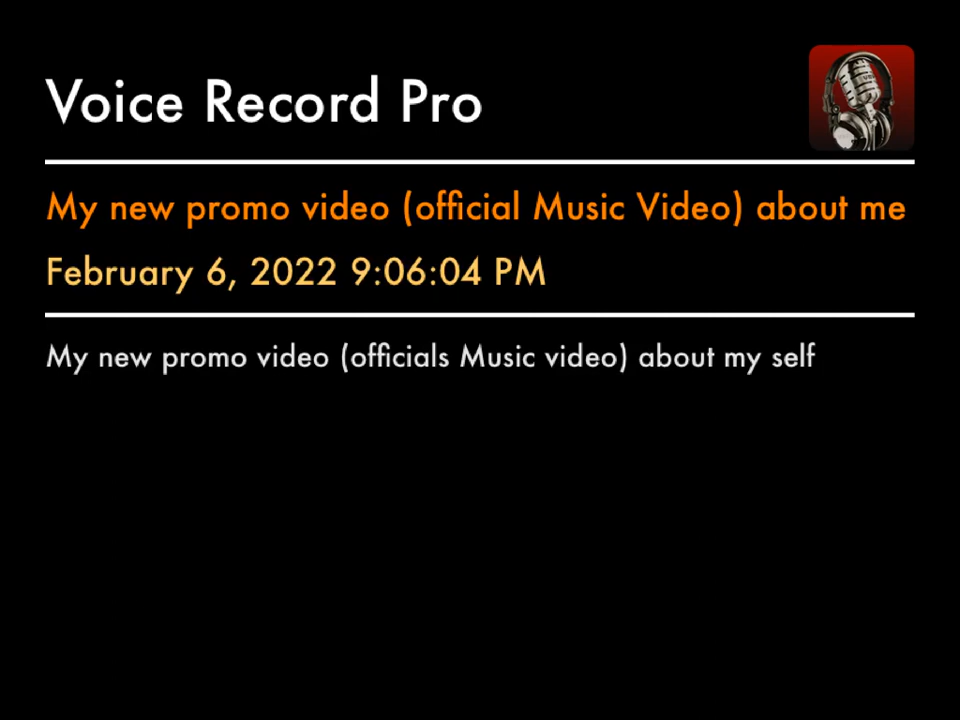 Voice Record Pro
My new promo video (official Music Video) about me
February 6, 2022 9:06:04 PM
My new promo video (officials Music video) about my self